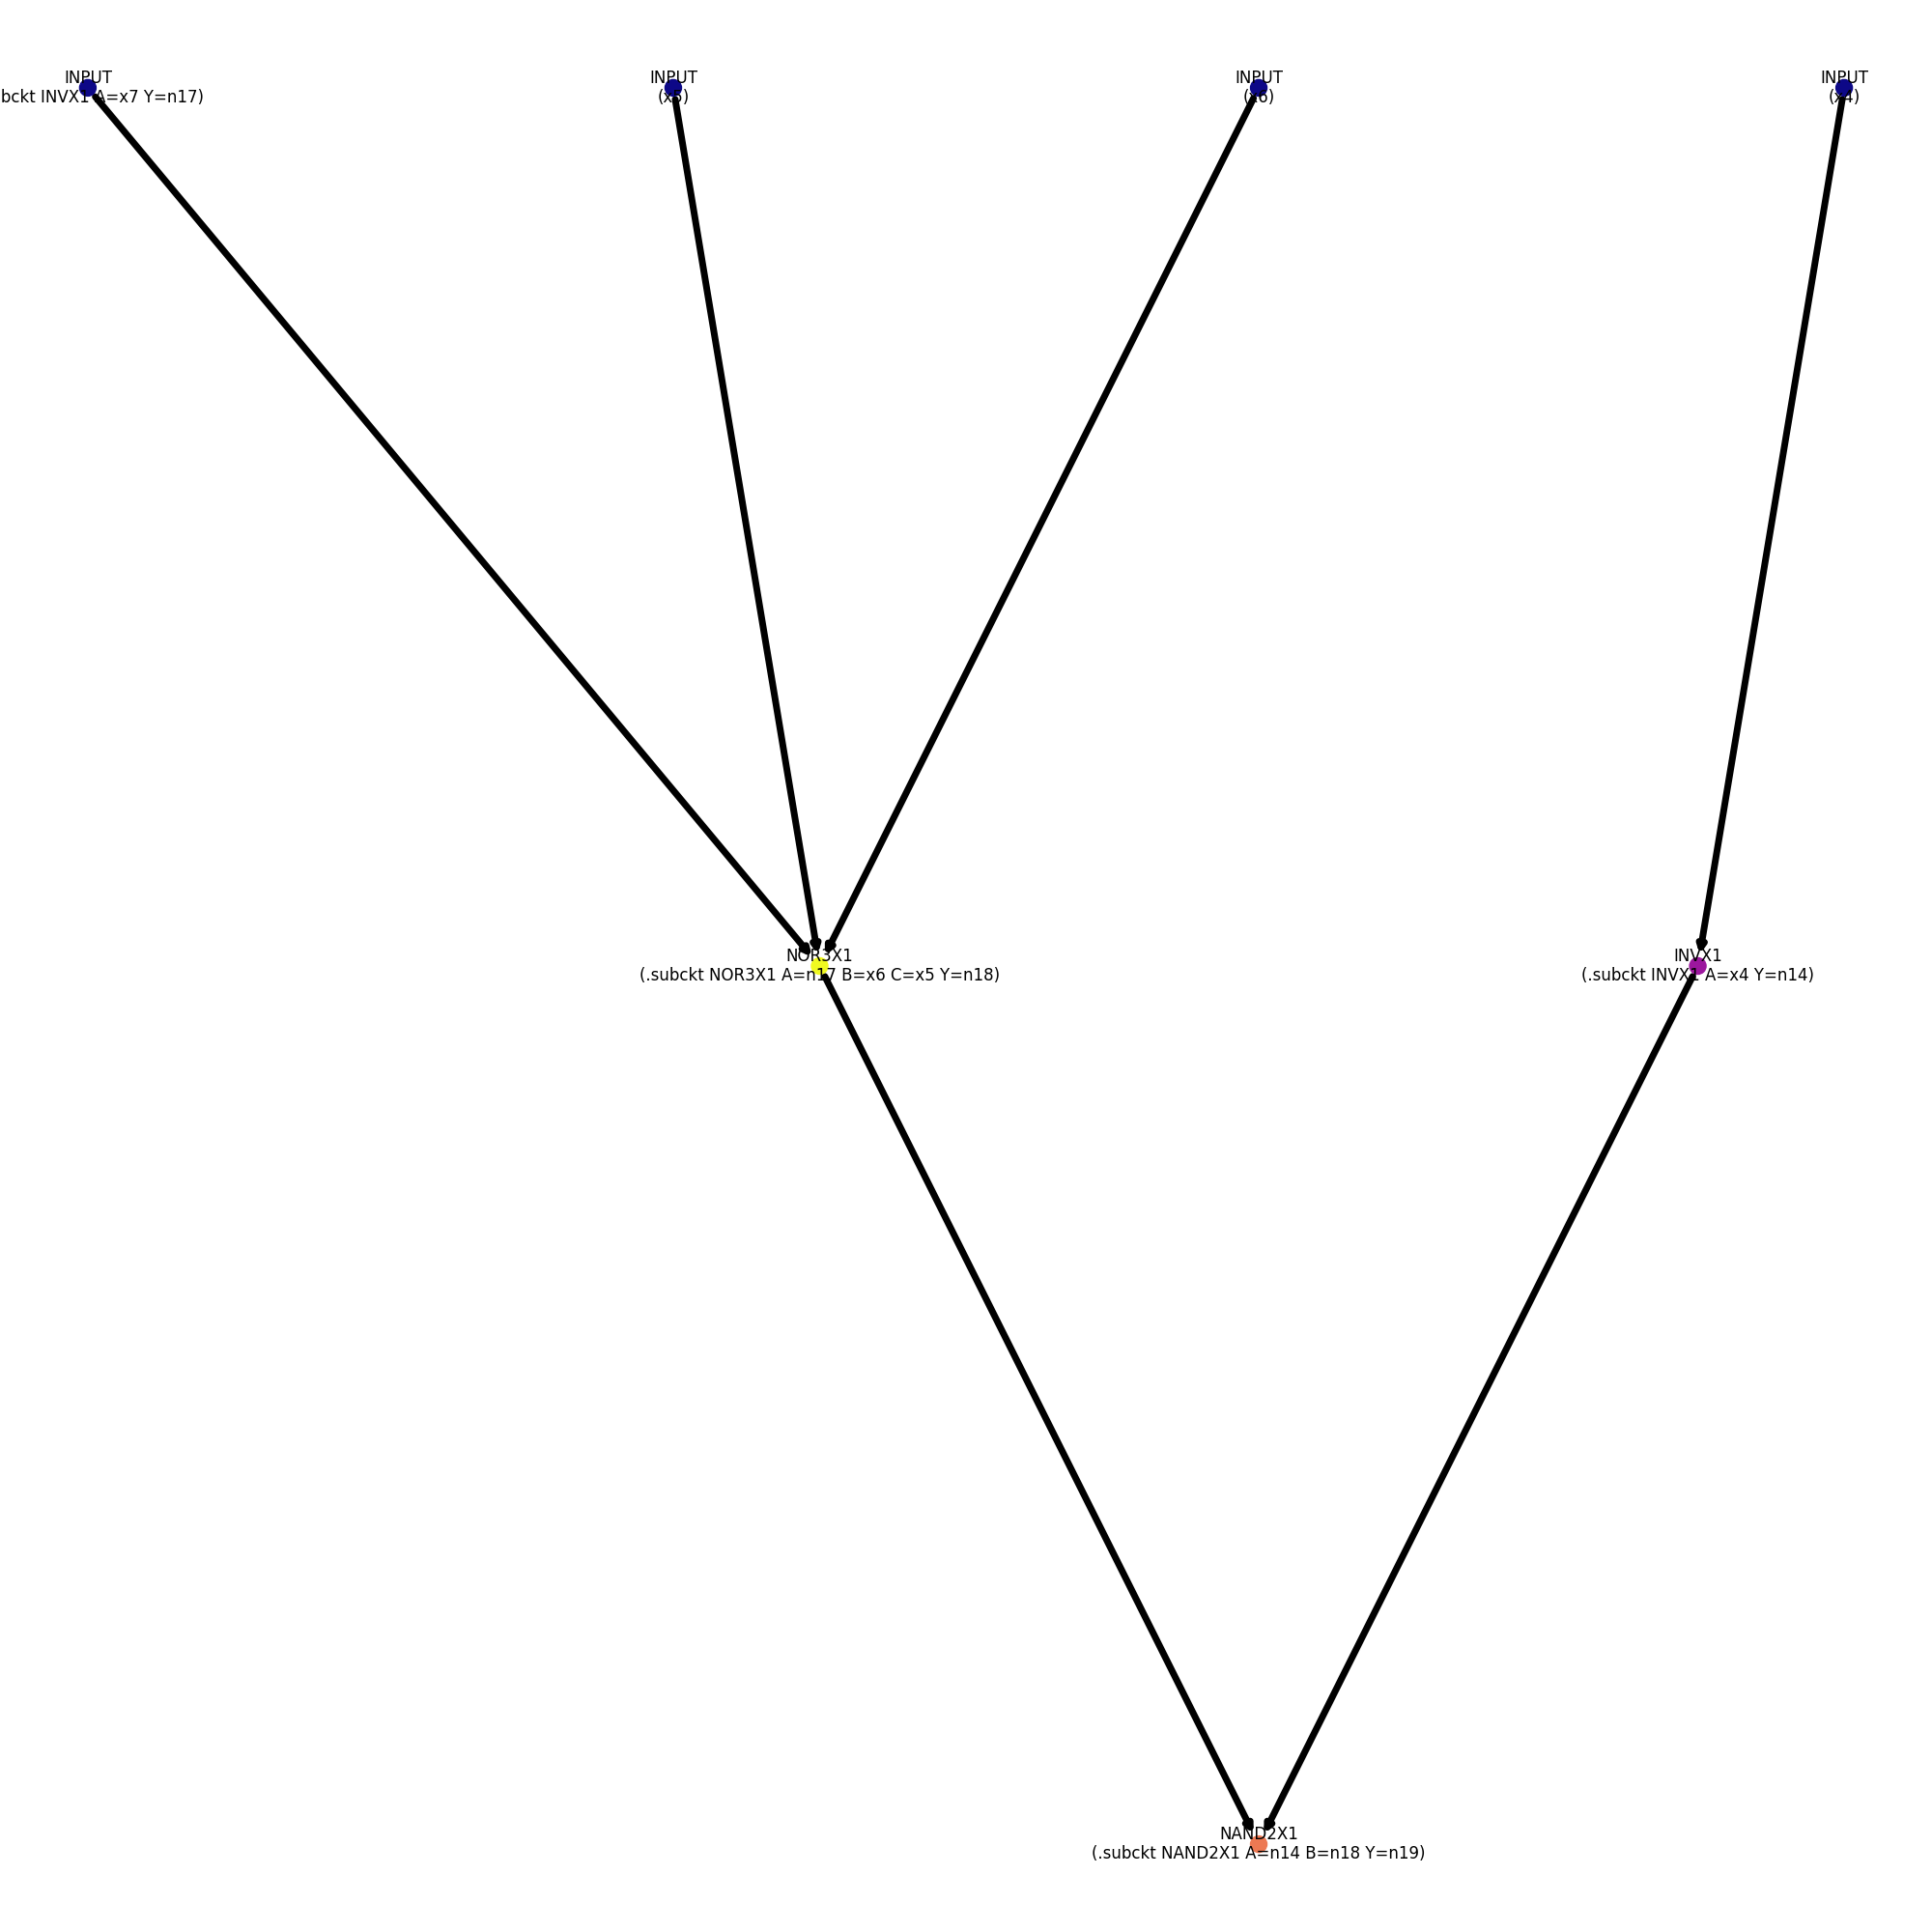 INPUT INPUT INPUT INPUT
bckt INVX1 A=x7 Y=n17) (x5) (x6) (x4)
NOR3X1 INVX1
(.subckt NOR3X1 A=n17 B=x6 C=x5 Y=n18) (.subckt INVX1 A=x4 Y=n14)
NAND2X1
(.subckt NAND2X1 A=n14 B=n18 Y=n19)